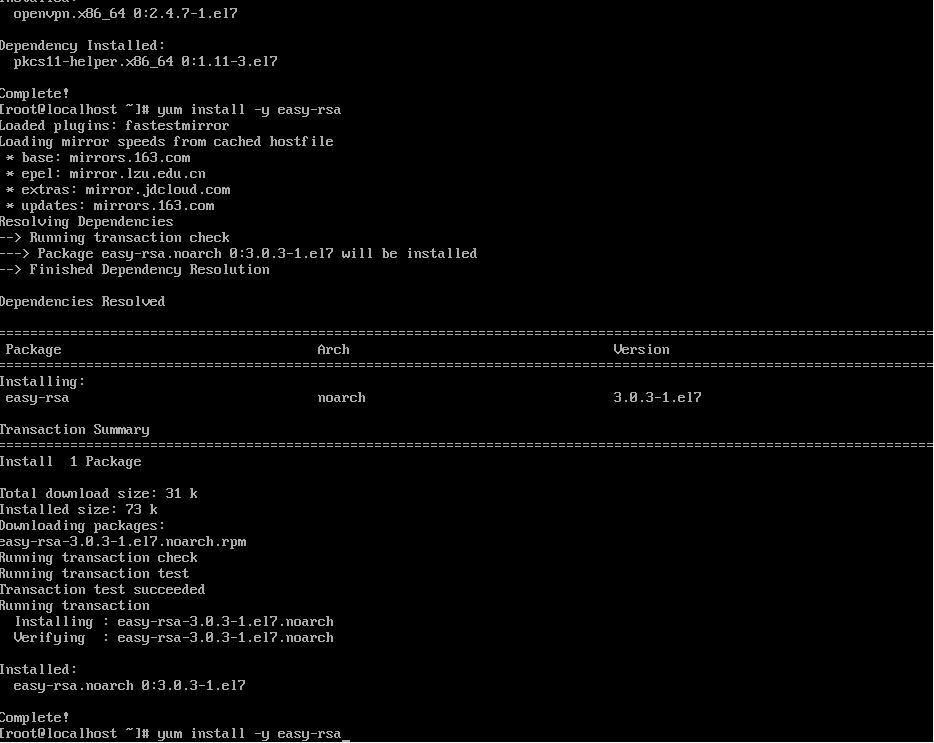 Installed:
  openvpn.x86_64 0:2.4.7-1.el7
Dependency Installed:
  pkcs11-helper.x86_64 0:1.11-3.el7
Complete!
[root@localhost ~]# yum install -y easy-rsa
Loaded plugins: fastestmirror
Loading mirror speeds from cached hostfile
 * base: mirrors.163.com
 * epel: mirror.lzu.edu.cn
 * extras: mirror.jdcloud.com
 * updates: mirrors.163.com
Resolving Dependencies
--> Running transaction check
---> Package easy-rsa.noarch 0:3.0.3-1.el7 will be installed
--> Finished Dependency Resolution
Dependencies Resolved
Package Arch Version
Installing:
 easy-rsa noarch 3.0.3-1.el7
Transaction Summary
Install  1 Package
Total download size: 31 k
Installed size: 73 k
Downloading packages:
easy-rsa-3.0.3-1.el7.noarch.rpm
Running transaction check
Running transaction test
Transaction test succeeded
Running transaction
  Installing : easy-rsa-3.0.3-1.el7.noarch
  Verifying  : easy-rsa-3.0.3-1.el7.noarch
Installed:
  easy-rsa.noarch 0:3.0.3-1.el7
Complete!
[root@localhost ~]# yum install -y easy-rsa_